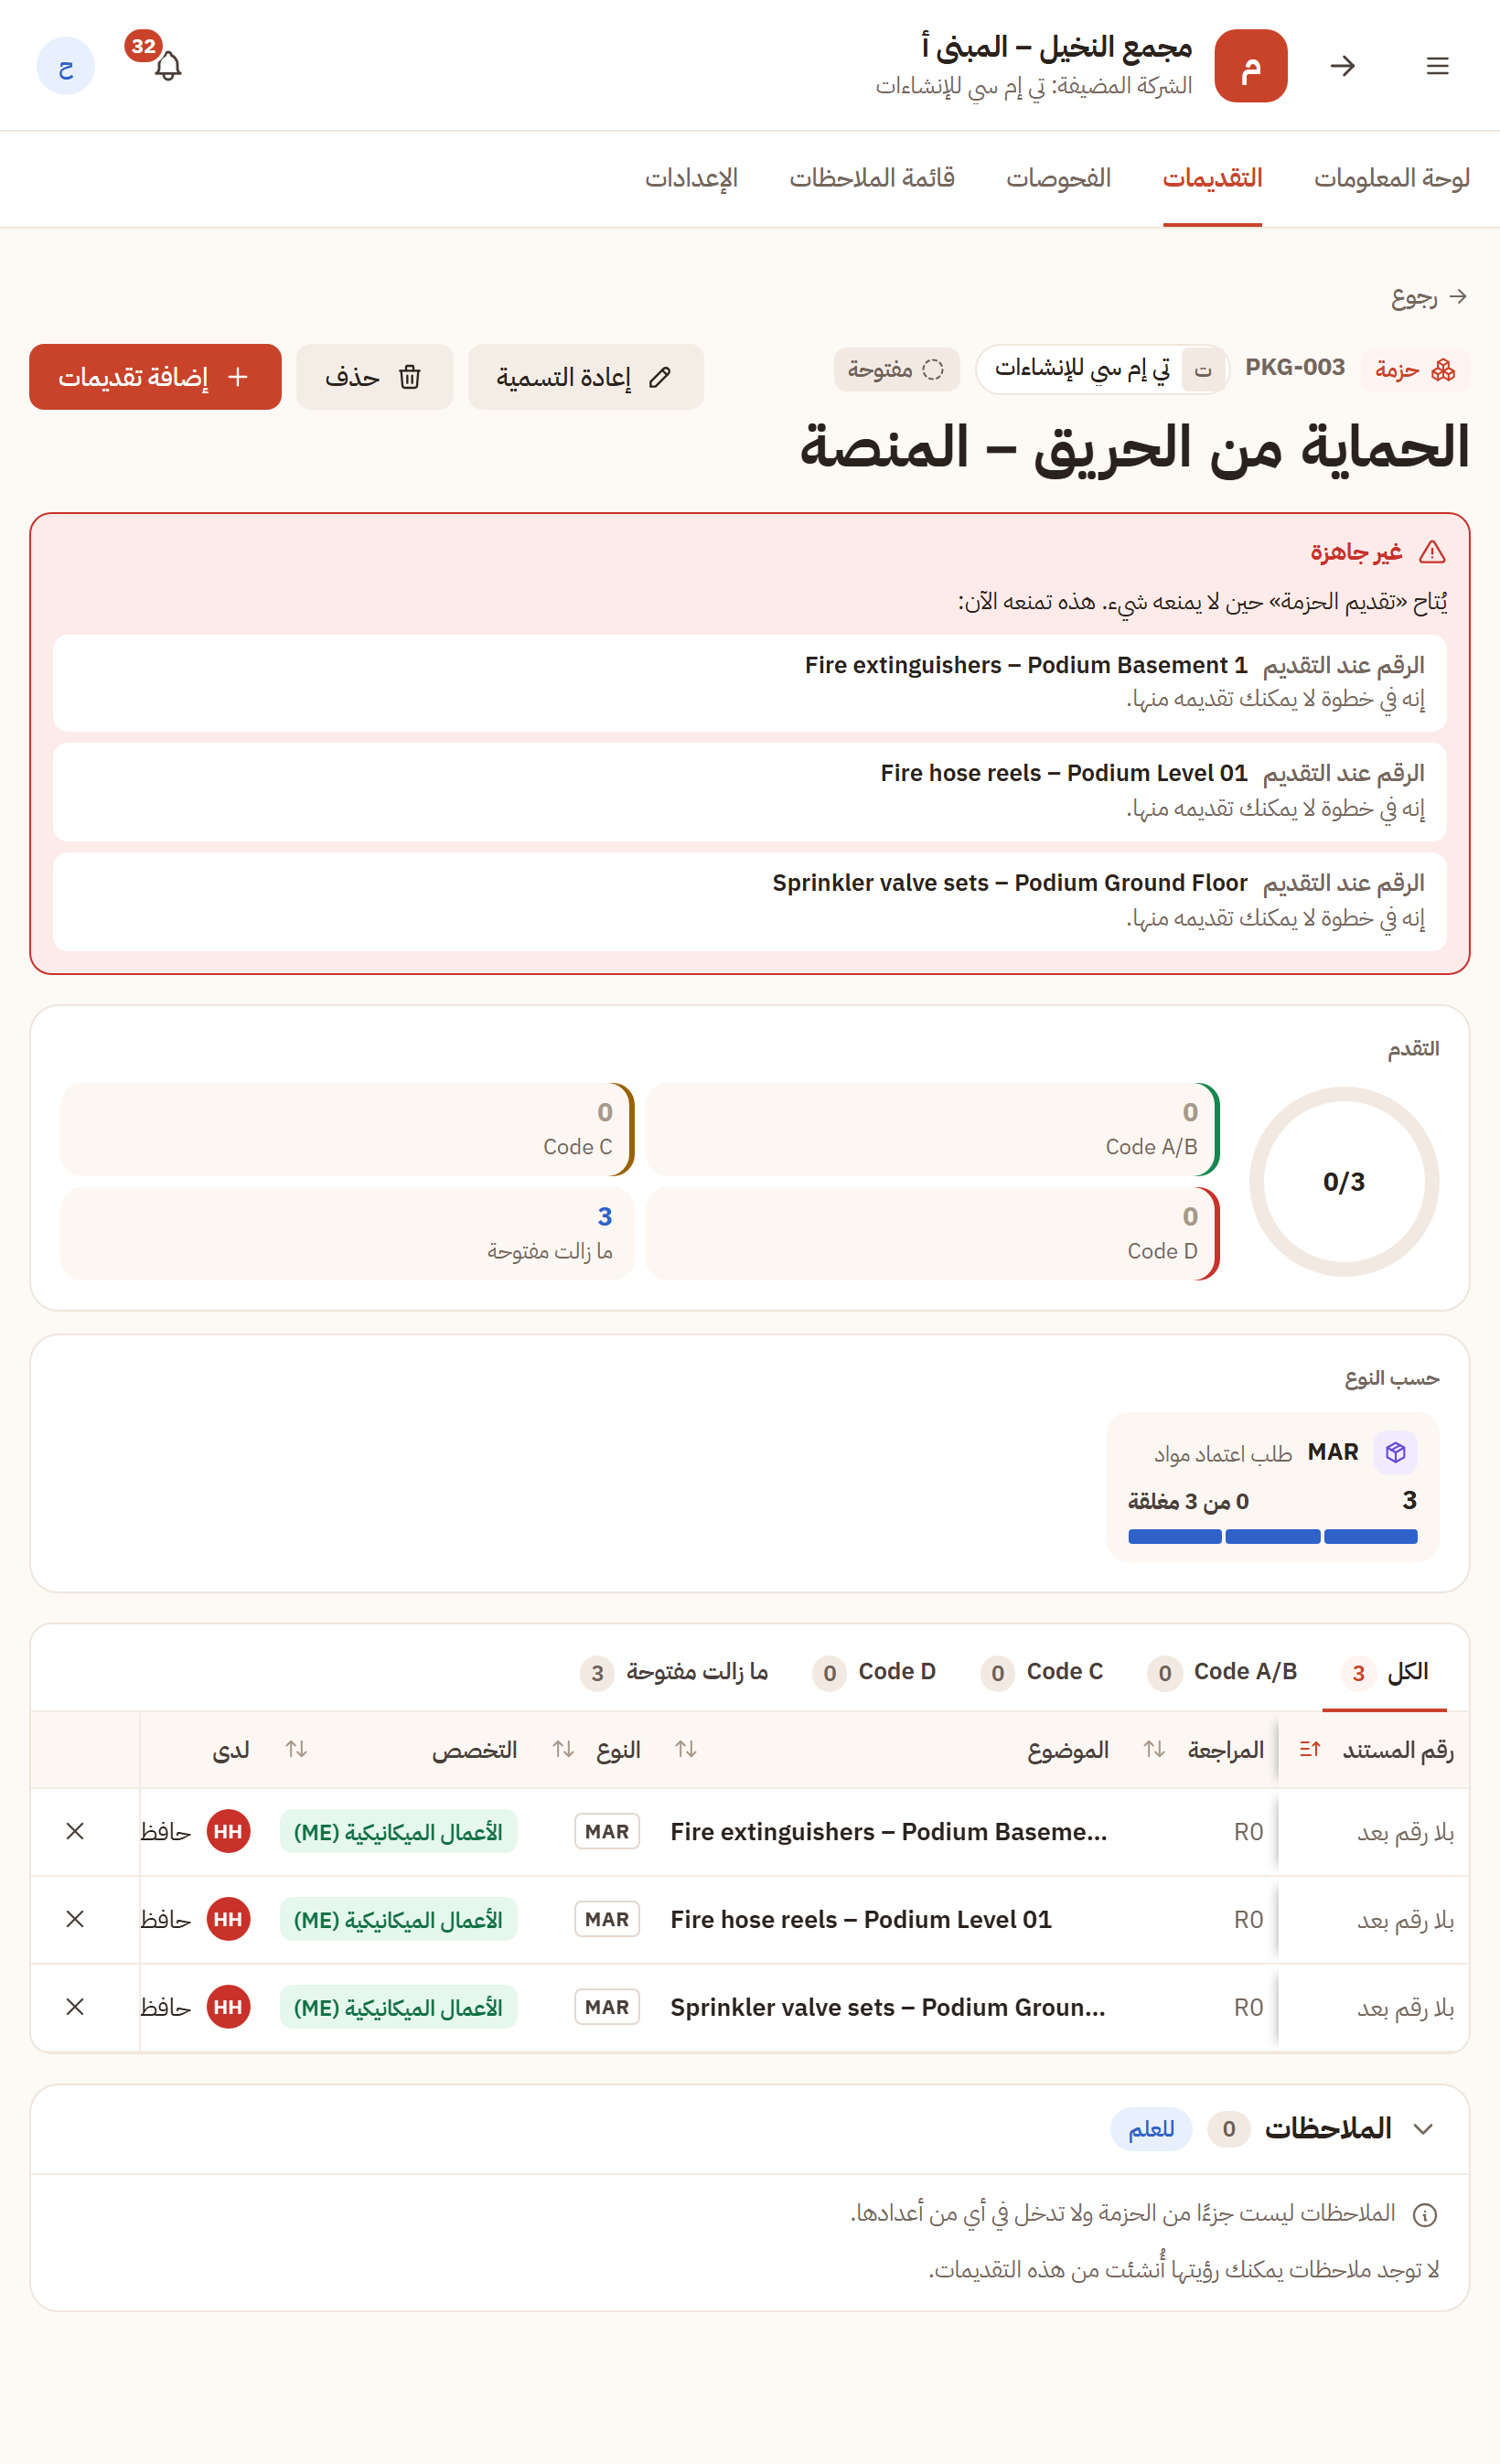 مجمع النخيل – المبنى أ
م
الشركة المضيفة: تي إم سي للإنشاءات
32
ح
لوحة المعلومات
التقديمات
الفحوصات
قائمة الملاحظات
الإعدادات
رجوع
حزمة
PKG-003
ت
تي إم سي للإنشاءات
مفتوحة
إعادة التسمية
حذف
إضافة تقديمات
الحماية من الحريق – المنصة
غير جاهزة
يُتاح «تقديم الحزمة» حين لا يمنعه شيء. هذه تمنعه الآن:
الرقم عند التقديم Fire extinguishers – Podium Basement 1
إنه في خطوة لا يمكنك تقديمه منها.
الرقم عند التقديم Fire hose reels – Podium Level 01
إنه في خطوة لا يمكنك تقديمه منها.
الرقم عند التقديم Sprinkler valve sets – Podium Ground Floor
إنه في خطوة لا يمكنك تقديمه منها.
التقدم
0/3
0
Code A/B
0
Code C
0
Code D
3
ما زالت مفتوحة
حسب النوع
MAR طلب اعتماد مواد
3
0 من 3 مغلقة
الكل 3
Code A/B 0
Code C 0
Code D 0
ما زالت مفتوحة 3
رقم المستند المراجعة الموضوع النوع التخصص لدى
بلا رقم بعد R0 Fire extinguishers – Podium Baseme... MAR الأعمال الميكانيكية (ME) HH حافظ
بلا رقم بعد R0 Fire hose reels – Podium Level 01 MAR الأعمال الميكانيكية (ME) HH حافظ
بلا رقم بعد R0 Sprinkler valve sets – Podium Groun... MAR الأعمال الميكانيكية (ME) HH حافظ
الملاحظات 0 للعلم
الملاحظات ليست جزءًا من الحزمة ولا تدخل في أي من أعدادها.
لا توجد ملاحظات يمكنك رؤيتها أُنشئت من هذه التقديمات.